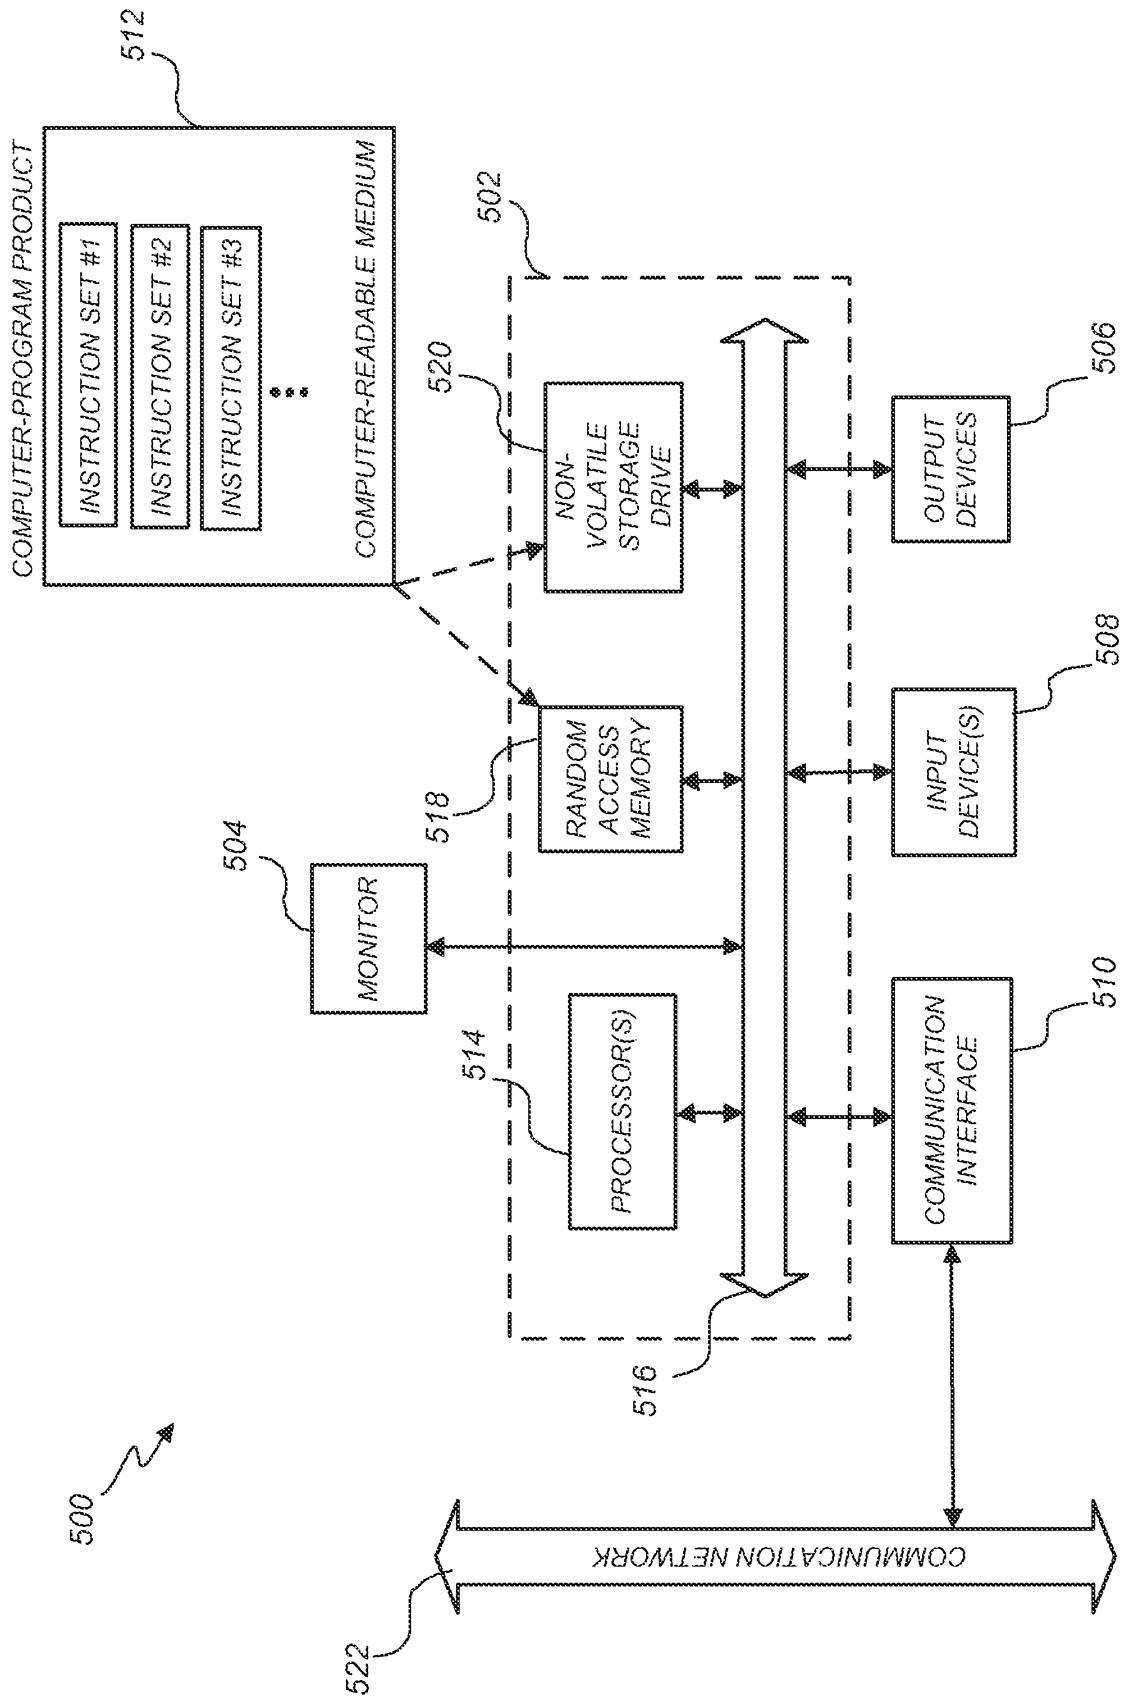 COMPUTER-PROGRAM PRODUCT
512
INSTRUCTION SET #1
INSTRUCTION SET #2
INSTRUCTION SET #3
COMPUTER-READABLE MEDIUM
504
MONITOR
502
514
PROCESSOR(S)
518
RANDOM
ACCESS
MEMORY
520
NON-
VOLATILE
STORAGE
DRIVE
516
COMMUNICATION
INTERFACE
510
INPUT
DEVICE(S)
508
OUTPUT
DEVICES
506
500
522
COMMUNICATION NETWORK